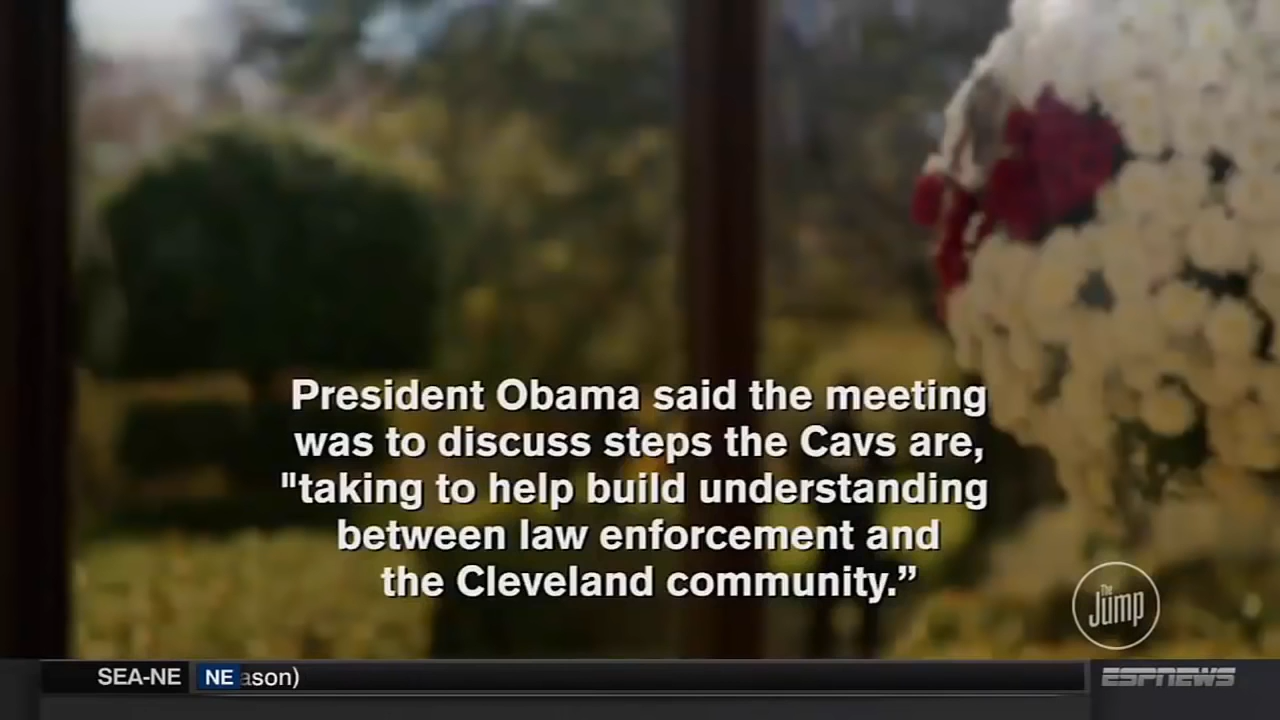 President Obama said the meeting
was to discuss steps the Cavs are,
"taking to help build understanding
between law enforcement and
the Cleveland community.”
The Jump
SEA-NE NE ason)
ESPNEWS